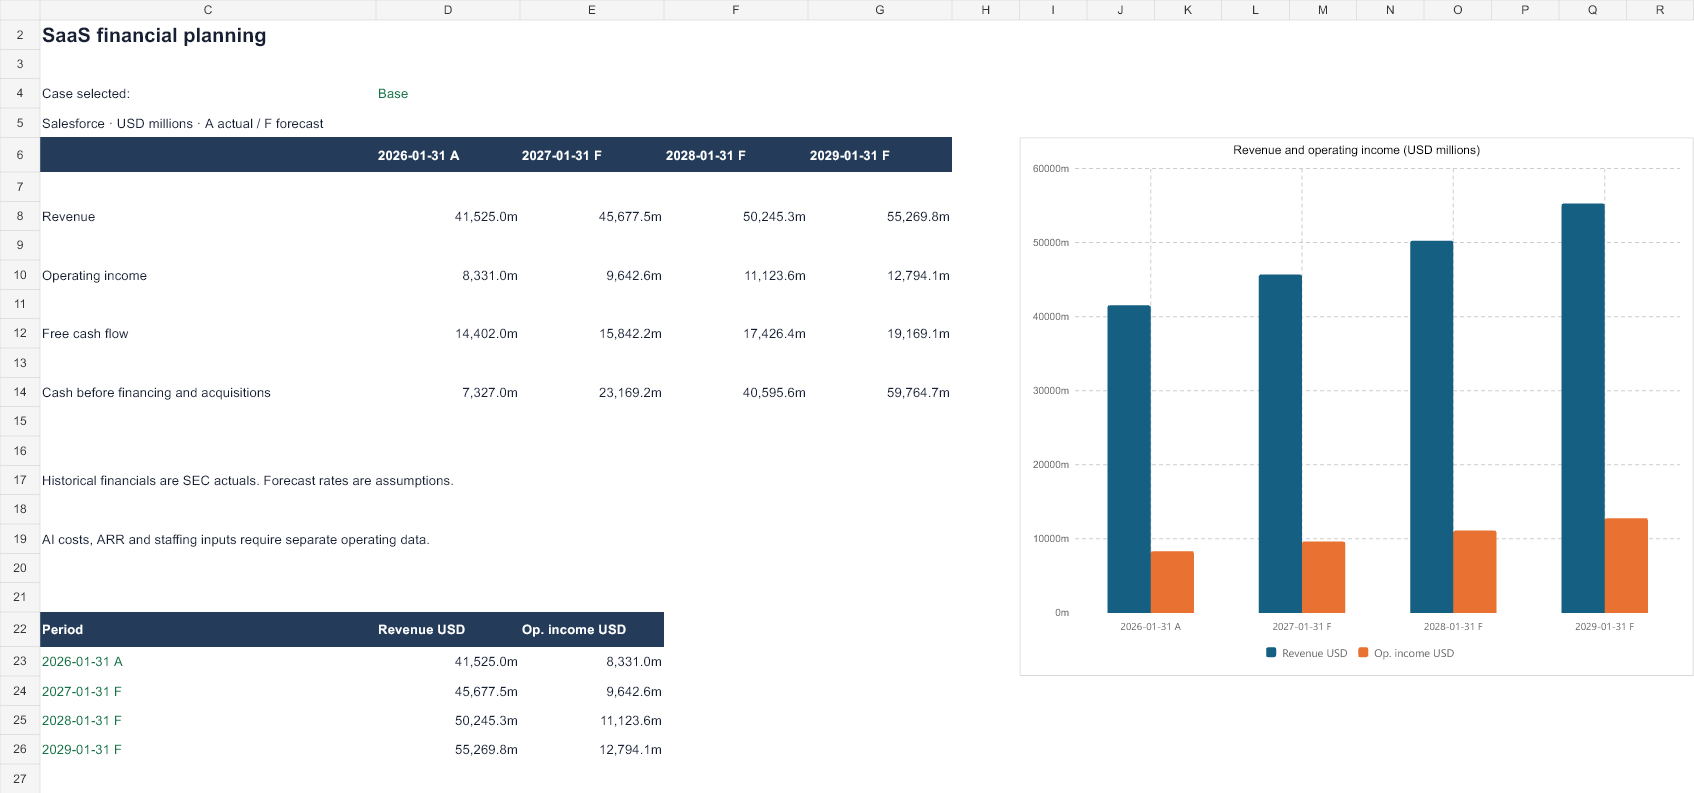 C D E F G H I J K L M N O P Q R
2 SaaS financial planning
3
4 Case selected: Base
5 Salesforce · USD millions · A actual / F forecast
6 2026-01-31 A 2027-01-31 F 2028-01-31 F 2029-01-31 F
7
8 Revenue 41,525.0m 45,677.5m 50,245.3m 55,269.8m
9
10 Operating income 8,331.0m 9,642.6m 11,123.6m 12,794.1m
11
12 Free cash flow 14,402.0m 15,842.2m 17,426.4m 19,169.1m
13
14 Cash before financing and acquisitions 7,327.0m 23,169.2m 40,595.6m 59,764.7m
15
16
17 Historical financials are SEC actuals. Forecast rates are assumptions.
18
19 AI costs, ARR and staffing inputs require separate operating data.
20
21
22 Period Revenue USD Op. income USD
23 2026-01-31 A 41,525.0m 8,331.0m
24 2027-01-31 F 45,677.5m 9,642.6m
25 2028-01-31 F 50,245.3m 11,123.6m
26 2029-01-31 F 55,269.8m 12,794.1m
27
Revenue and operating income (USD millions)
60000m
50000m
40000m
30000m
20000m
10000m
0m
2026-01-31 A 2027-01-31 F 2028-01-31 F 2029-01-31 F
Revenue USD Op. income USD